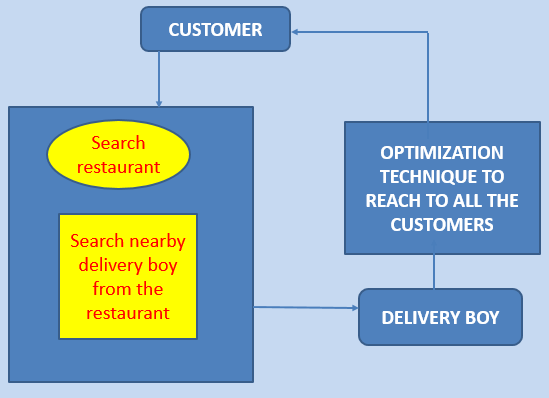 CUSTOMER
Search
restaurant
Search nearby
delivery boy
from the
restaurant
OPTIMIZATION
TECHNIQUE TO
REACH TO ALL THE
CUSTOMERS
DELIVERY BOY